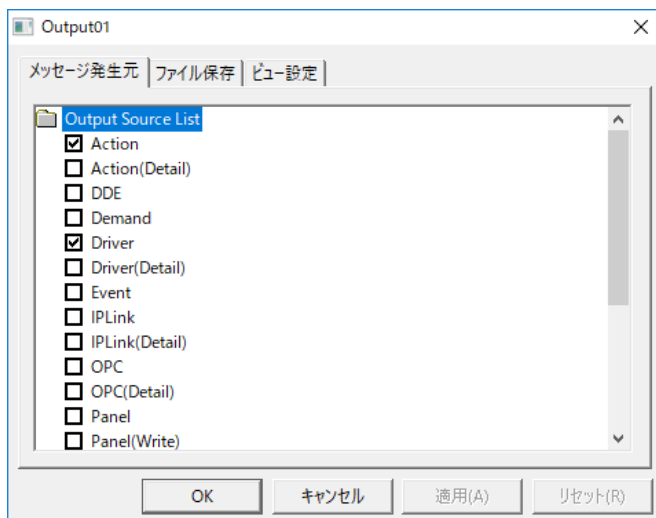 Output01
メッセージ発生元 ファイル保存 ビュー設定
Output Source List
Action
Action(Detail)
DDE
Demand
Driver
Driver(Detail)
Event
IPLink
IPLink(Detail)
OPC
OPC(Detail)
Panel
Panel(Write)
OK キャンセル 適用(A) リセット(R)